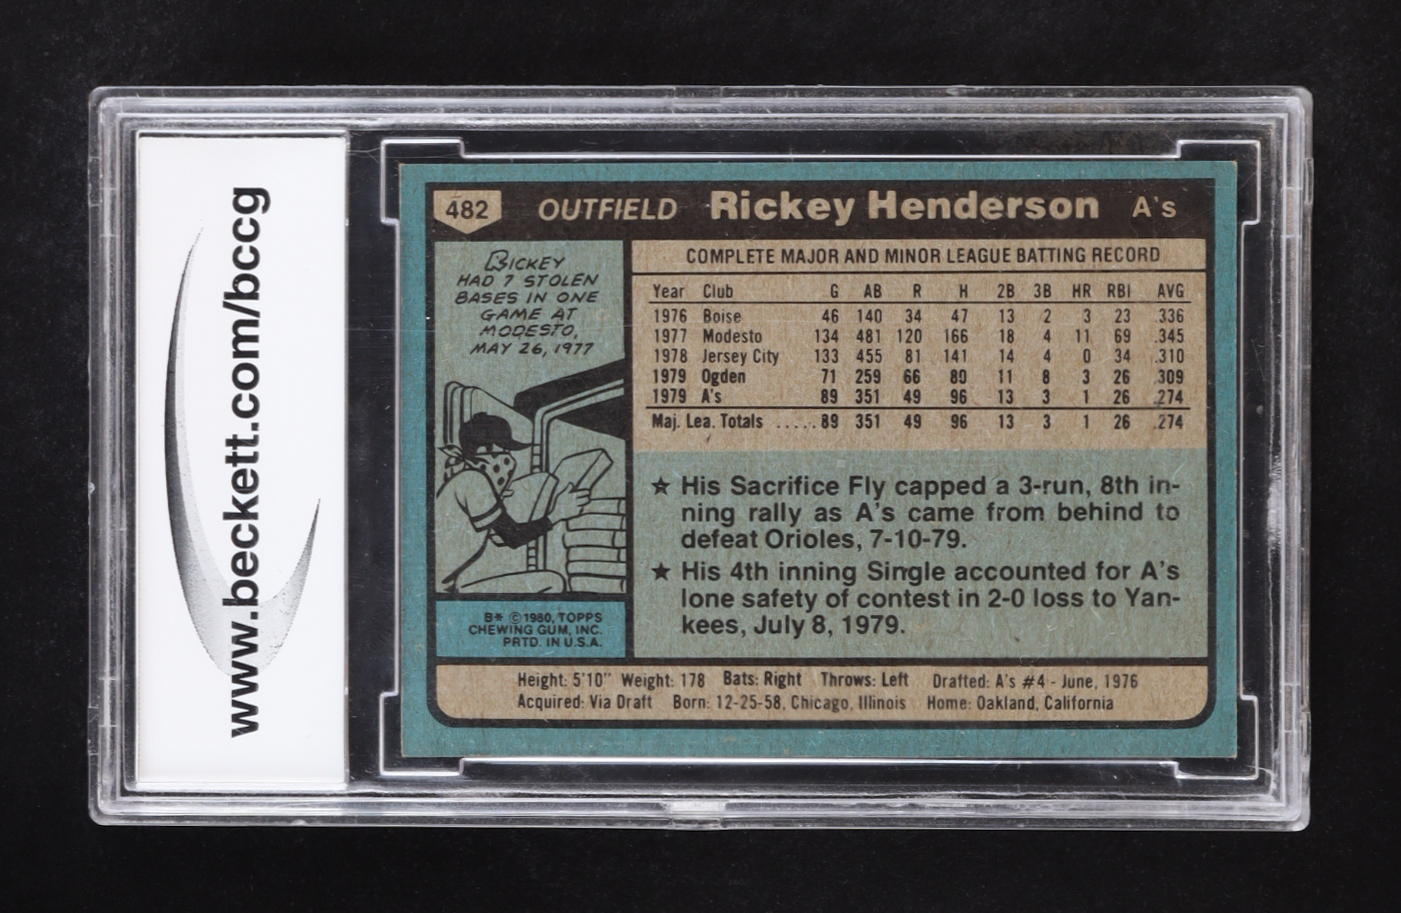 www.beckett.com/bccg
482 OUTFIELD Rickey Henderson A's
RICKEY
HAD 7 STOLEN
BASES IN ONE
GAME AT
MODESTO,
MAY 26, 1977
COMPLETE MAJOR AND MINOR LEAGUE BATTING RECORD
Year Club G AB R H 2B 3B HR RBI AVG
1976 Boise 46 140 34 47 13 2 3 23 .336
1977 Modesto 134 481 120 166 18 4 11 69 .345
1978 Jersey City 133 455 81 141 14 4 0 34 .310
1979 Ogden 71 259 66 80 11 8 3 26 .309
1979 A's 89 351 49 96 13 3 1 26 .274
Maj. Lea. Totals ..... 89 351 49 96 13 3 1 26 .274
★ His Sacrifice Fly capped a 3-run, 8th in-
ning rally as A's came from behind to
defeat Orioles, 7-10-79.
★ His 4th inning Single accounted for A's
lone safety of contest in 2-0 loss to Yan-
kees, July 8, 1979.
B* © 1980, TOPPS
CHEWING GUM, INC.
PRTD. IN U.S.A.
Height: 5'10" Weight: 178 Bats: Right Throws: Left Drafted: A's #4 - June, 1976
Acquired: Via Draft Born: 12-25-58, Chicago, Illinois Home: Oakland, California